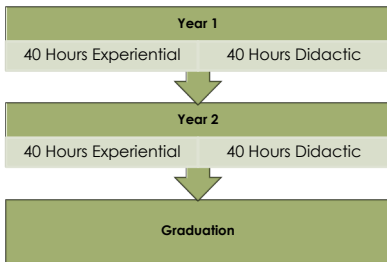 Year 1
40 Hours Experiential 40 Hours Didactic
Year 2
40 Hours Experiential 40 Hours Didactic
Graduation